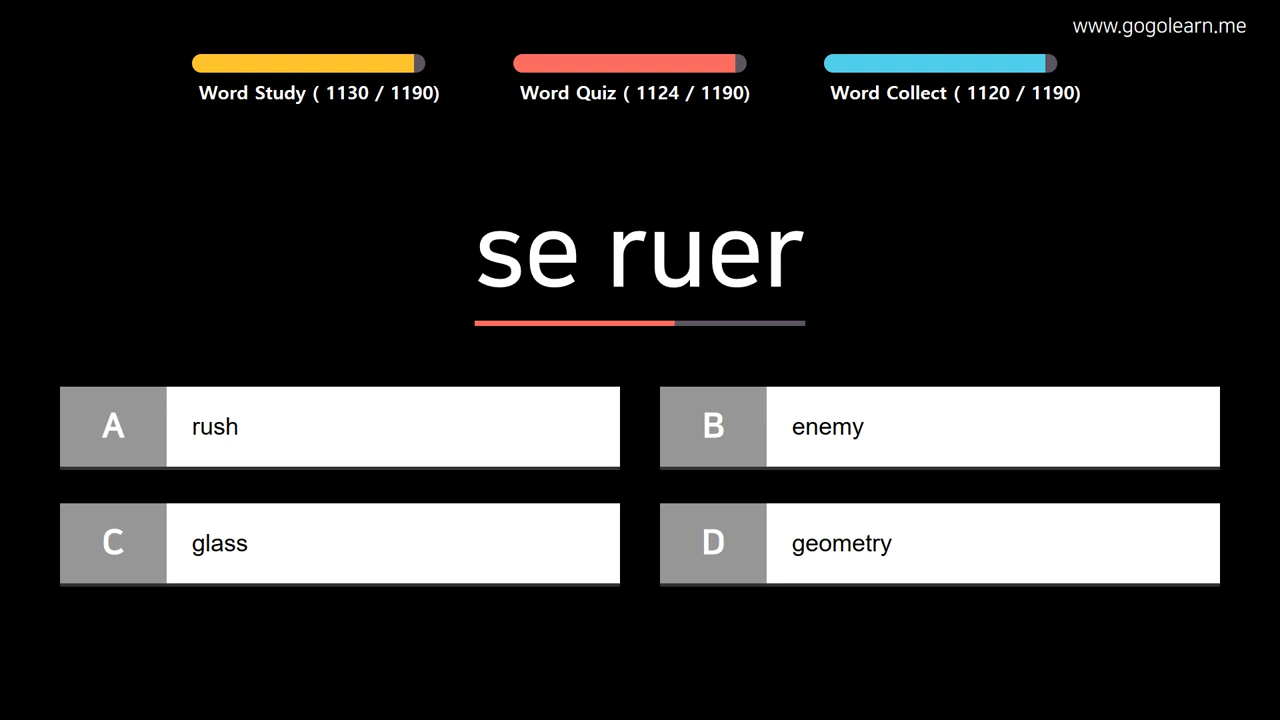 www.gogolearn.me
Word Study ( 1130 / 1190)
Word Quiz ( 1124 / 1190)
Word Collect ( 1120 / 1190)
se ruer
A rush
B enemy
C glass
D geometry